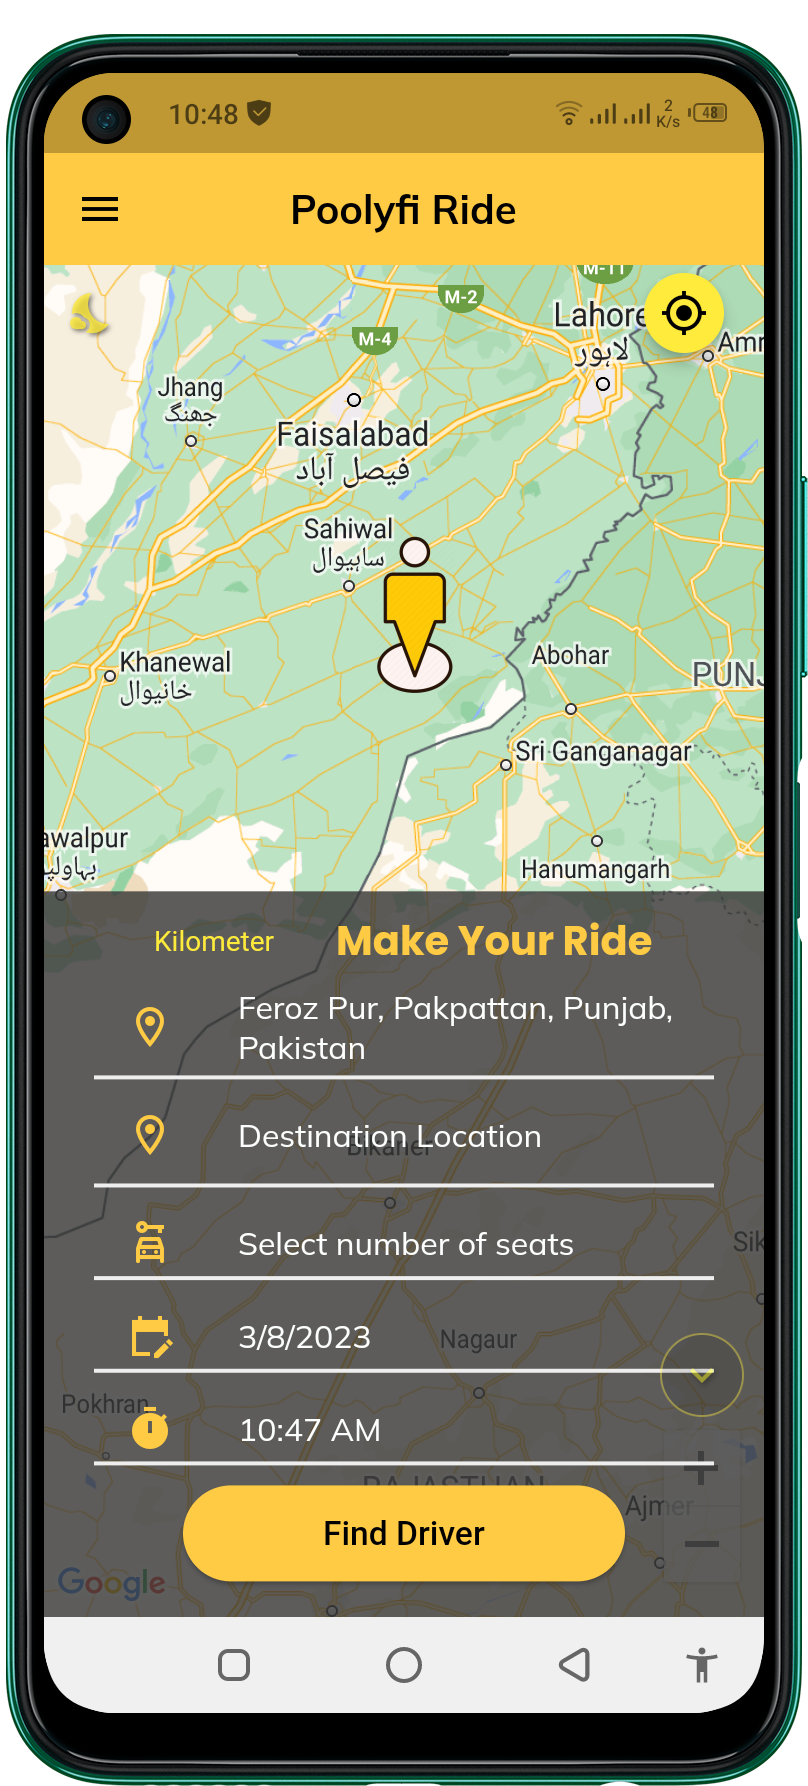 10:48
2
K/s
48
Poolyfi Ride
M-11
M-2
Lahore
لاہور
M-4
Amr
Jhang
جھنگ
Faisalabad
فیصل آباد
Sahiwal
ساہیوال
Khanewal
خانیوال
Abohar
PUNJ
Sri Ganganagar
awalpur
بہاولپو
Hanumangarh
Kilometer
Make Your Ride
Feroz Pur, Pakpattan, Punjab,
Pakistan
Destination Location
Bikaner
Select number of seats
Sik
3/8/2023
Nagaur
Pokhran
10:47 AM
RAJASTHAN
Ajmer
Find Driver
Google